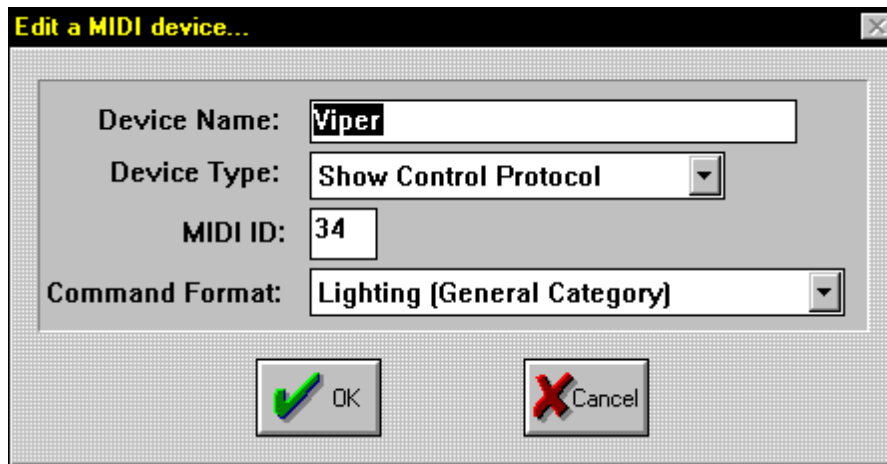 Edit a MIDI device...
Device Name: Viper
Device Type: Show Control Protocol
MIDI ID: 34
Command Format: Lighting (General Category)
OK Cancel